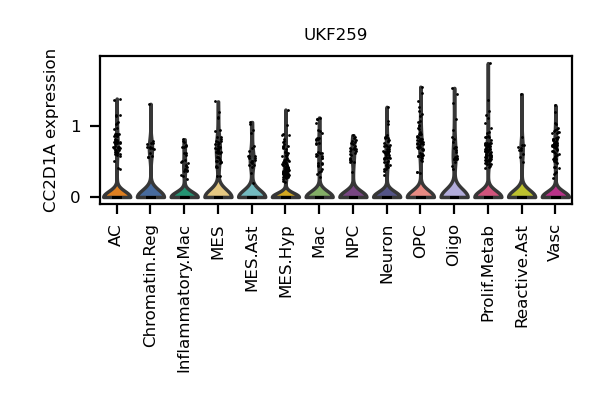 UKF259
CC2D1A expression
1
0
AC
Chromatin.Reg
Inflammatory.Mac
MES
MES.Ast
MES.Hyp
Mac
NPC
Neuron
OPC
Oligo
Prolif.Metab
Reactive.Ast
Vasc